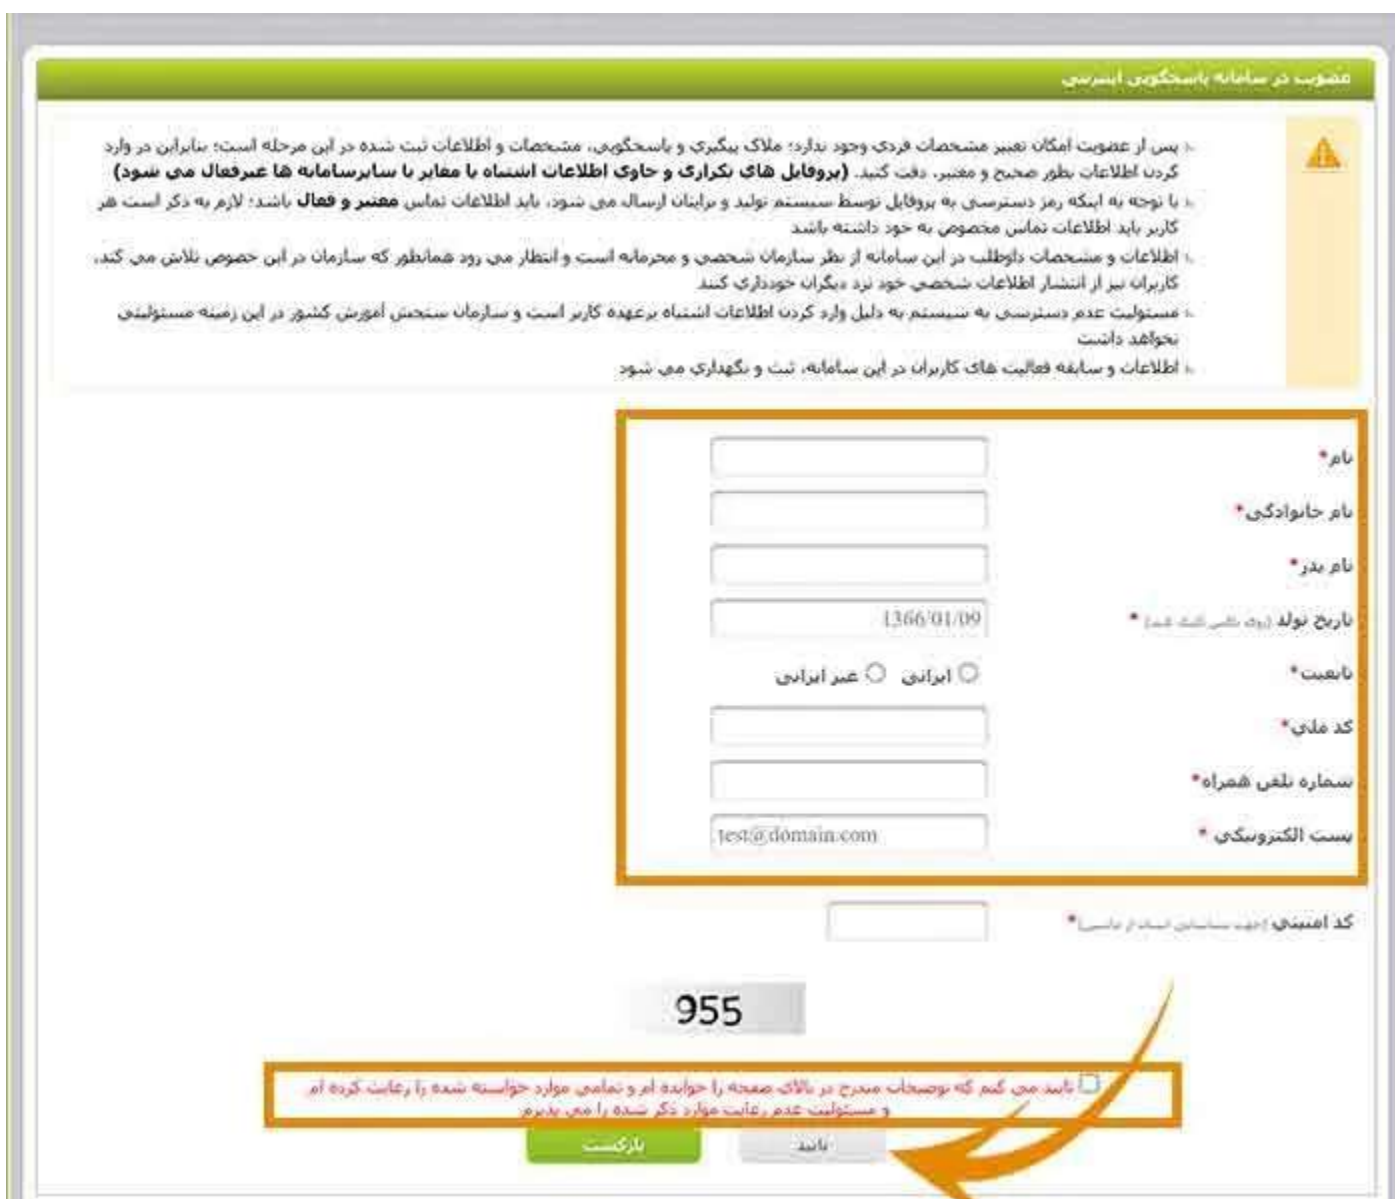 عضویت در سامانه پاسخگویی اینترنتی
پس از عضویت امکان تغییر مشخصات فردی وجود ندارد؛ ملاک پیگیری و پاسخگویی، مشخصات و اطلاعات ثبت شده در این مرحله است؛ بنابراین در وارد
کردن اطلاعات بطور صحیح و معتبر، دقت کنید. (پروفایل های تکراری و حاوی اطلاعات اشتباه یا مغایر با سایرسامانه ها غیرفعال می شود)
با توجه به اینکه رمز دسترسی به پروفایل توسط سیستم تولید و برایتان ارسال می شود، باید اطلاعات تماس معتبر و فعال باشد؛ لازم به ذکر است هر
کاربر باید اطلاعات تماس مخصوص به خود داشته باشد
اطلاعات و مشخصات داوطلب در این سامانه از نظر سازمان شخصی و محرمانه است و انتظار می رود همانطور که سازمان در این خصوص تلاش می کند،
کاربران نیز از انتشار اطلاعات شخصی خود نزد دیگران خودداری کنند
مسئولیت عدم دسترسی به سیستم به دلیل وارد کردن اطلاعات اشتباه برعهده کاربر است و سازمان سنجش آموزش کشور در این زمینه مسئولیتی
نخواهد داشت
اطلاعات و سابقه فعالیت های کاربران در این سامانه، ثبت و نگهداری می شود
نام*
نام خانوادگی*
نام پدر*
تاریخ تولد * 1366/01/09
تابعیت* ایرانی غیر ایرانی
کد ملی*
شماره تلفن همراه*
پست الکترونیکی * test@domain.com
کد امنیتی *
955
تایید می کنم که توضیحات مندرج در بالای صفحه را خوانده ام و تمامی موارد خواسته شده را رعایت کرده ام
و مسئولیت عدم رعایت موارد ذکر شده را می پذیرم
تایید بازگشت